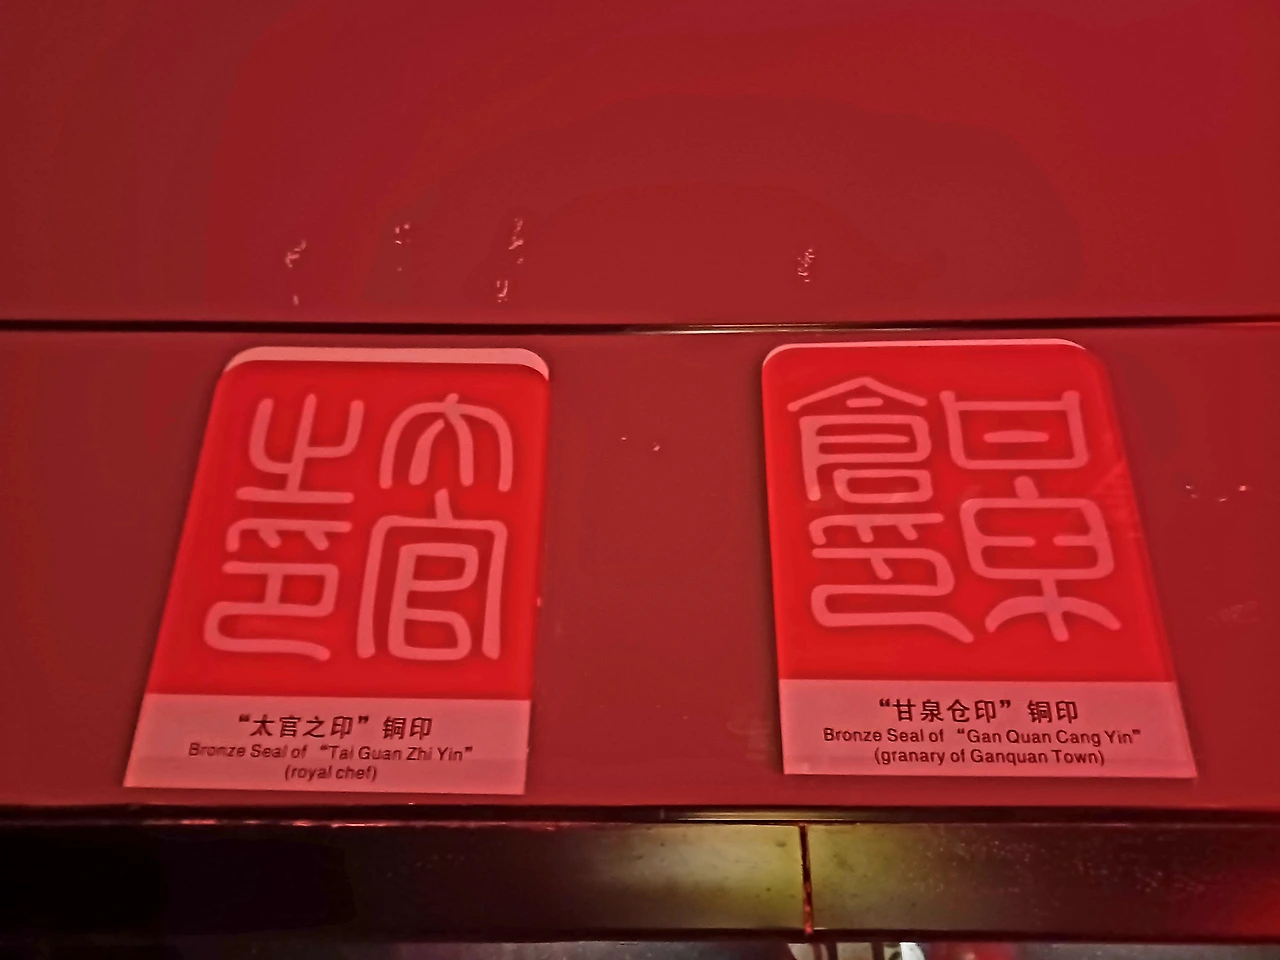 太官
之印
“太官之印”铜印
Bronze Seal of “Tai Guan Zhi Yin”
(royal chef)
甘泉
倉印
“甘泉仓印”铜印
Bronze Seal of “Gan Quan Cang Yin”
(granary of Ganquan Town)